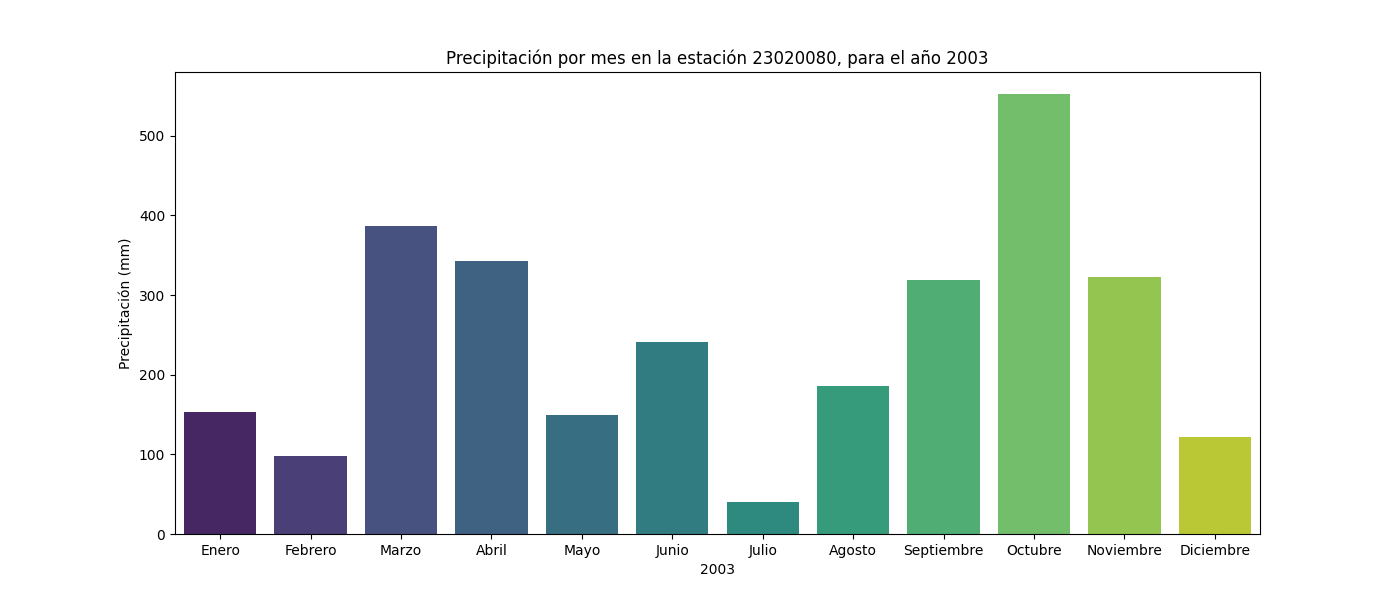 Precipitación por mes en la estación 23020080, para el año 2003
Precipitación (mm)
500
400
300
200
100
0
Enero Febrero Marzo Abril Mayo Junio Julio Agosto Septiembre Octubre Noviembre Diciembre
2003